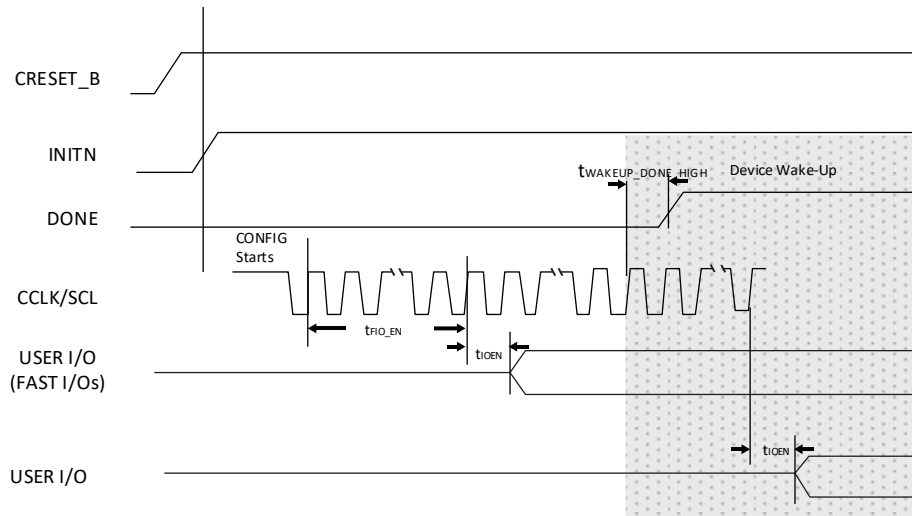 CRESET_B
INITN
tWAKEUP_DONE_HIGH
Device Wake-Up
DONE
CONFIG
Starts
CCLK/SCL
tFIO_EN
USER I/O
(FAST I/Os)
tIOEN
tIOEN
USER I/O